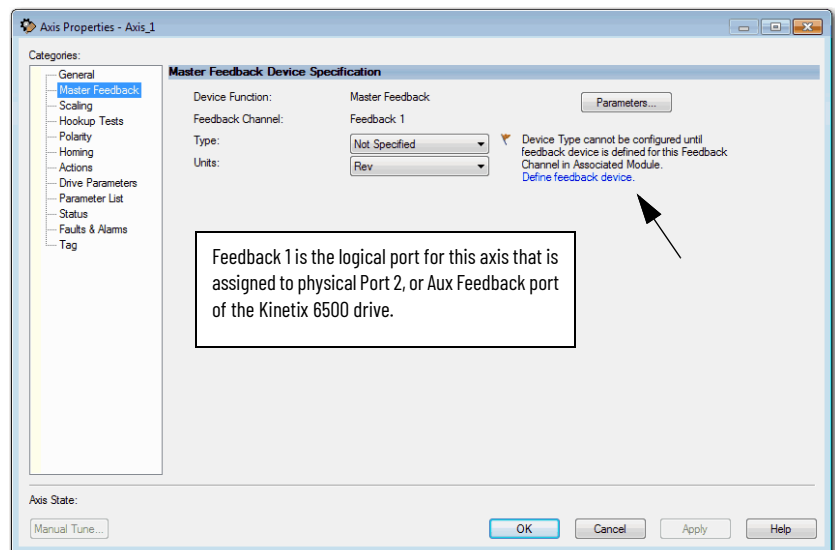 Axis Properties - Axis_1
Categories:
General
Master Feedback
Scaling
Hookup Tests
Polarity
Homing
Actions
Drive Parameters
Parameter List
Status
Faults & Alarms
Tag
Master Feedback Device Specification
Device Function: Master Feedback
Parameters...
Feedback Channel: Feedback 1
Type: Not Specified
Units: Rev
Device Type cannot be configured until
feedback device is defined for this Feedback
Channel in Associated Module.
Define feedback device.
Feedback 1 is the logical port for this axis that is
assigned to physical Port 2, or Aux Feedback port
of the Kinetix 6500 drive.
Axis State:
Manual Tune...
OK Cancel Apply Help